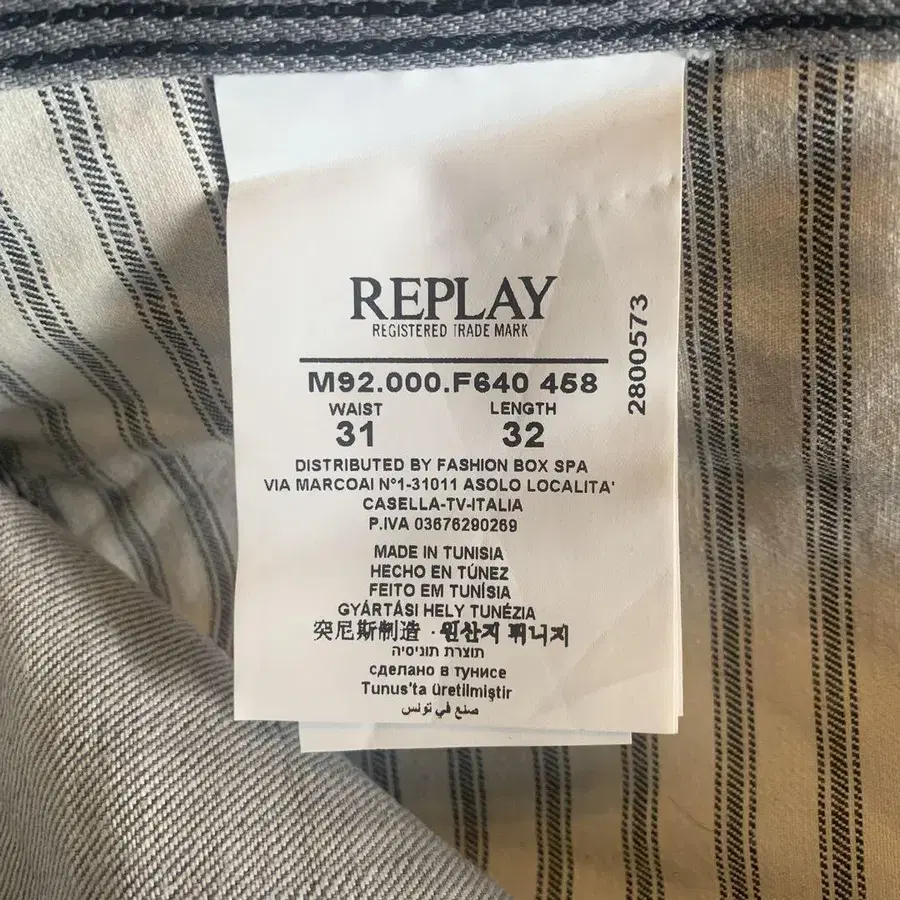 REPLAY
REGISTERED TRADE MARK
M92.000.F640 458
WAIST
LENGTH
31
32
2800573
DISTRIBUTED BY FASHION BOX SPA
VIA MARCOAI N°1-31011 ASOLO LOCALITA'
CASELLA-TV-ITALIA
P.IVA 03676290269
MADE IN TUNISIA
HECHO EN TÚNEZ
FEITO EM TUNÍSIA
GYÁRTÁSI HELY TUNÉZIA
突尼斯制造 · 원산지 튀니지
תוצרת תוניסיה
сделано в тунисе
Tunus'ta üretilmiştir
صنع في تونس